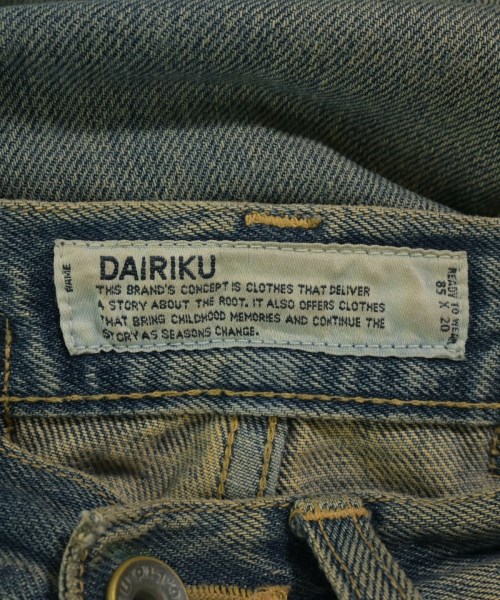 NAME
DAIRIKU
THIS BRAND'S CONCEPT IS CLOTHES THAT DELIVER
A STORY ABOUT THE ROOT. IT ALSO OFFERS CLOTHES
THAT BRING CHILDHOOD MEMORIES AND CONTINUE THE
STORY AS SEASONS CHANGE.
READY TO WEAR
85 X 20